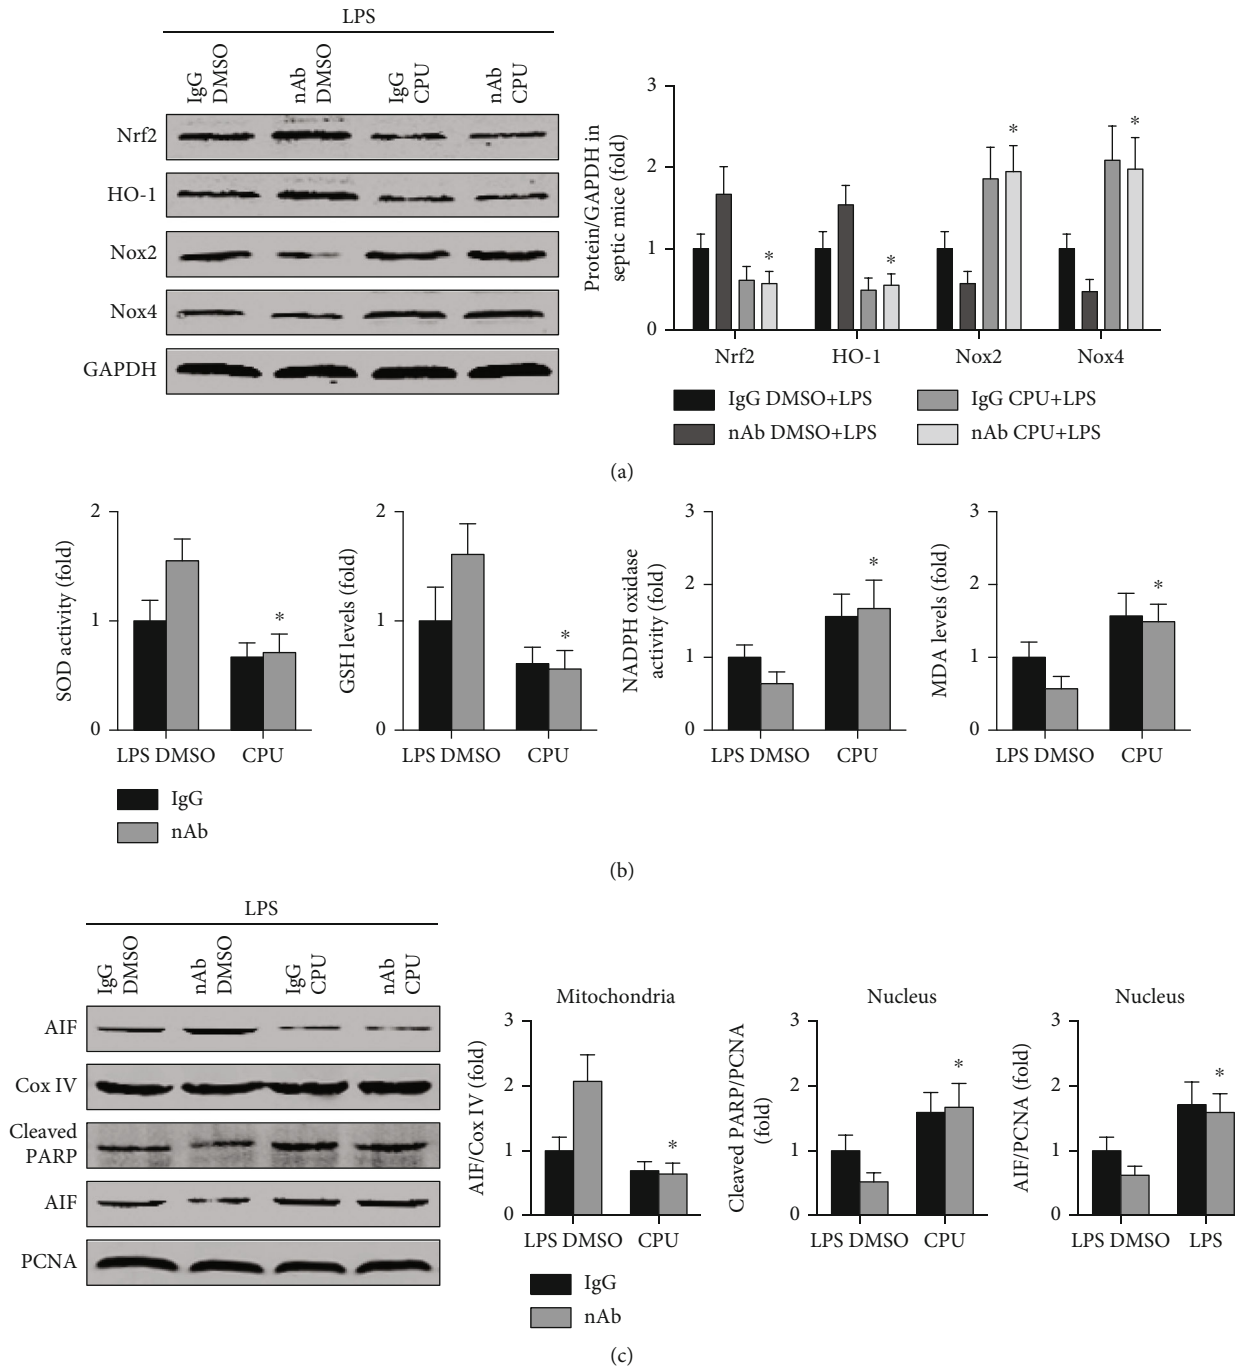 LPS
IgG
DMSO
nAb
DMSO
IgG
CPU
nAb
CPU
Nrf2
HO-1
Nox2
Nox4
GAPDH
Protein/GAPDH in
septic mice (fold)
3
2
1
0
Nrf2 HO-1 Nox2 Nox4
* * * *
IgG DMSO+LPS IgG CPU+LPS
nAb DMSO+LPS nAb CPU+LPS
(a)
SOD activity (fold)
2
1
0
*
LPS DMSO CPU
GSH levels (fold)
2
1
0
*
LPS DMSO CPU
NADPH oxidase
activity (fold)
3
2
1
0
*
LPS DMSO CPU
MDA levels (fold)
3
2
1
0
*
LPS DMSO CPU
IgG
nAb
(b)
LPS
IgG
DMSO
nAb
DMSO
IgG
CPU
nAb
CPU
AIF
Cox IV
Cleaved
PARP
AIF
PCNA
Mitochondria
AIF/Cox IV (fold)
3
2
1
0
*
LPS DMSO CPU
Nucleus
Cleaved PARP/PCNA
(fold)
3
2
1
0
*
LPS DMSO CPU
Nucleus
AIF/PCNA (fold)
3
2
1
0
*
LPS DMSO LPS
IgG
nAb
(c)